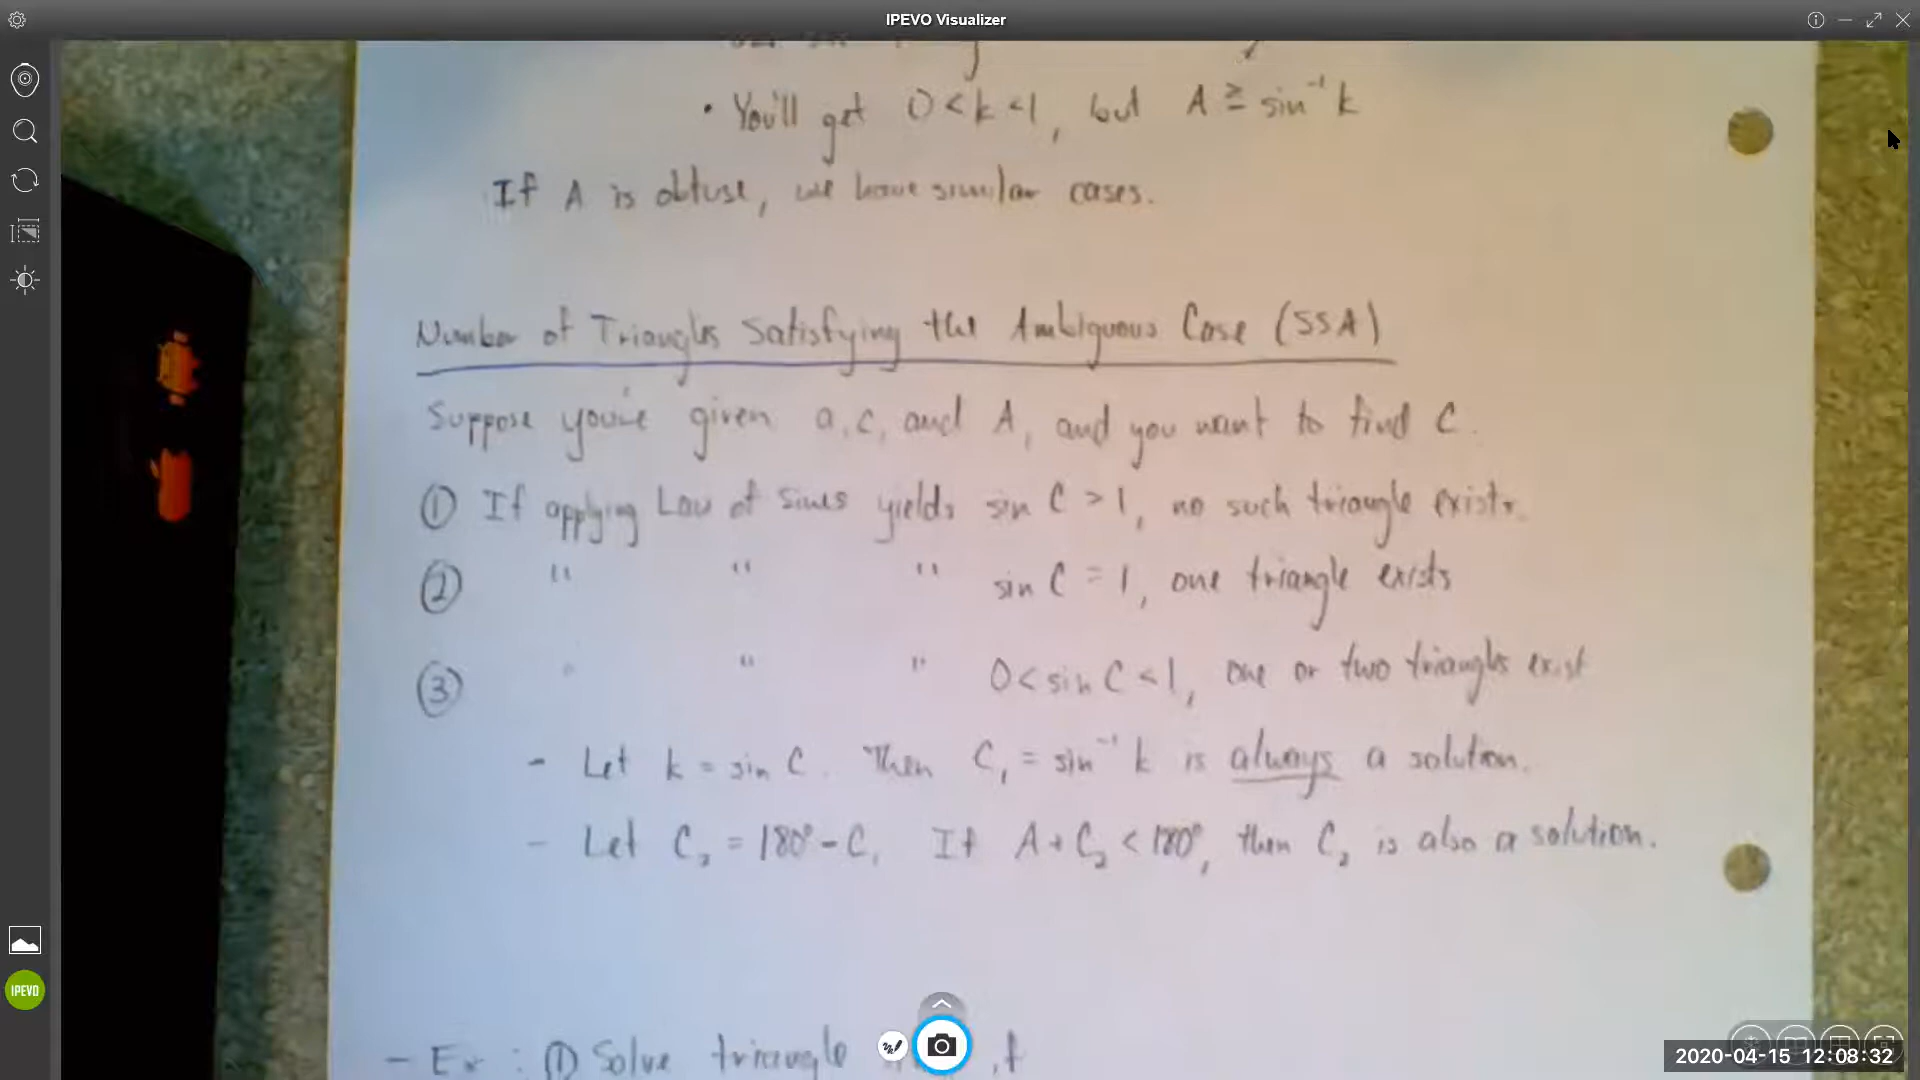 IPEVO Visualizer
• You'll get 0 < k < 1, but A ≥ sin⁻¹ k
If A is obtuse, we have similar cases.
Number of Triangles Satisfying the Ambiguous Case (SSA)
Suppose you're given a, c, and A, and you want to find C.
① If applying Law of Sines yields sin C > 1, no such triangle exists.
② " " " sin C = 1, one triangle exists
③ " " " 0 < sin C < 1, one or two triangles exist
- Let k = sin C. Then C₁ = sin⁻¹ k is always a solution.
- Let C₂ = 180° - C₁ If A + C₂ < 180°, then C₂ is also a solution.
- Ex: ① Solve triangle if
IPEVO
2020-04-15 12:08:32